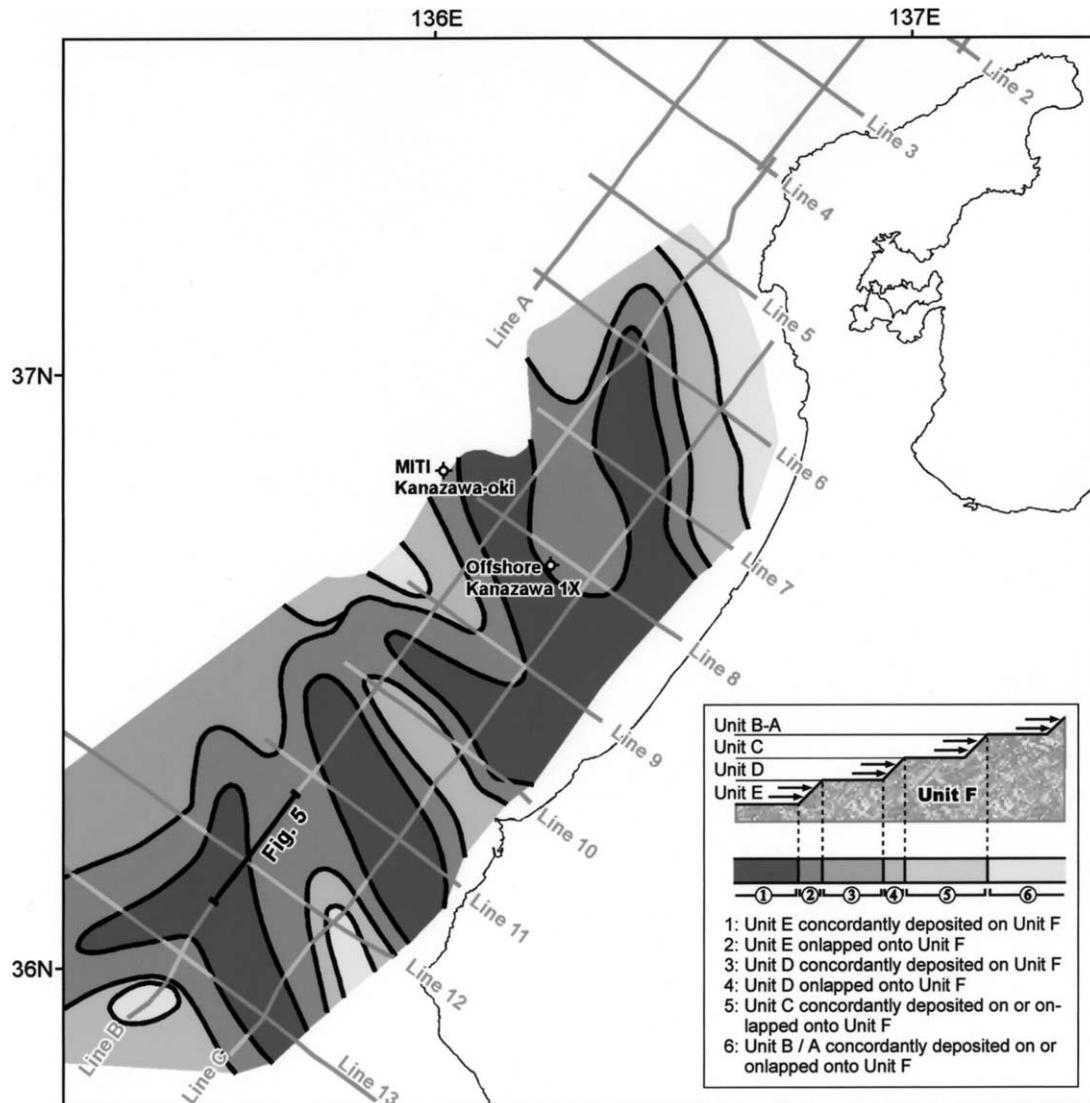 136E
137E
Line 2
Line 3
Line 4
Line A
Line 5
37N
MITI
Kanazawa-oki
Line 6
Offshore
Kanazawa 1X
Line 7
Line 8
Line 9
Fig. 5
Line 10
Line 11
36N
Line 12
Line B
Line C
Line 13
Unit B-A
Unit C
Unit D
Unit E
Unit F
① ② ③ ④ ⑤ ⑥
1: Unit E concordantly deposited on Unit F
2: Unit E onlapped onto Unit F
3: Unit D concordantly deposited on Unit F
4: Unit D onlapped onto Unit F
5: Unit C concordantly deposited on or on-
lapped onto Unit F
6: Unit B / A concordantly deposited on or
onlapped onto Unit F